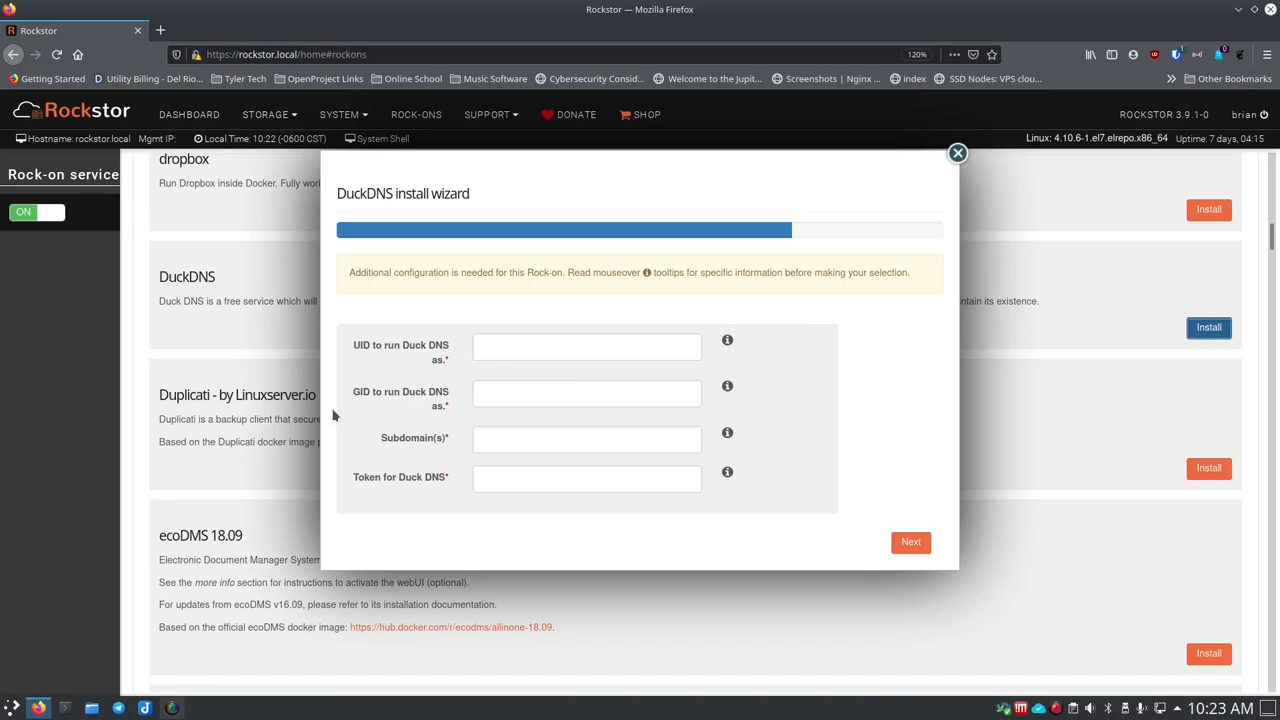 Rockstor — Mozilla Firefox
Rockstor
https://rockstor.local/home#rockons
120%
Getting Started
Utility Billing - Del Rio...
Tyler Tech
OpenProject Links
Online School
Music Software
Cybersecurity Consid...
Welcome to the Jupit...
Screenshots | Nginx ...
index
SSD Nodes: VPS clou...
Other Bookmarks
Rockstor
DASHBOARD
STORAGE
SYSTEM
ROCK-ONS
SUPPORT
DONATE
SHOP
ROCKSTOR 3.9.1-0
brian
Hostname: rockstor.local
Mgmt IP:
Local Time: 10:22 (-0600 CST)
System Shell
Linux: 4.10.6-1.el7.elrepo.x86_64
Uptime: 7 days, 04:15
Rock-on service
ON
dropbox
Run Dropbox inside Docker. Fully
Install
DuckDNS
Duck DNS is a free service which will
ntain its existence.
Install
Duplicati - by Linuxserver.io
Duplicati is a backup client that secure
Based on the Duplicati docker image
Install
ecoDMS 18.09
Electronic Document Manager System
See the more info section for instructions to activate the webUI (optional).
For updates from ecoDMS v16.09, please refer to its installation documentation.
Based on the official ecoDMS docker image: https://hub.docker.com/r/ecodms/allinone-18.09.
Install
DuckDNS install wizard
Additional configuration is needed for this Rock-on. Read mouseover tooltips for specific information before making your selection.
UID to run Duck DNS
as.*
GID to run Duck DNS
as.*
Subdomain(s)*
Token for Duck DNS*
Next
10:23 AM